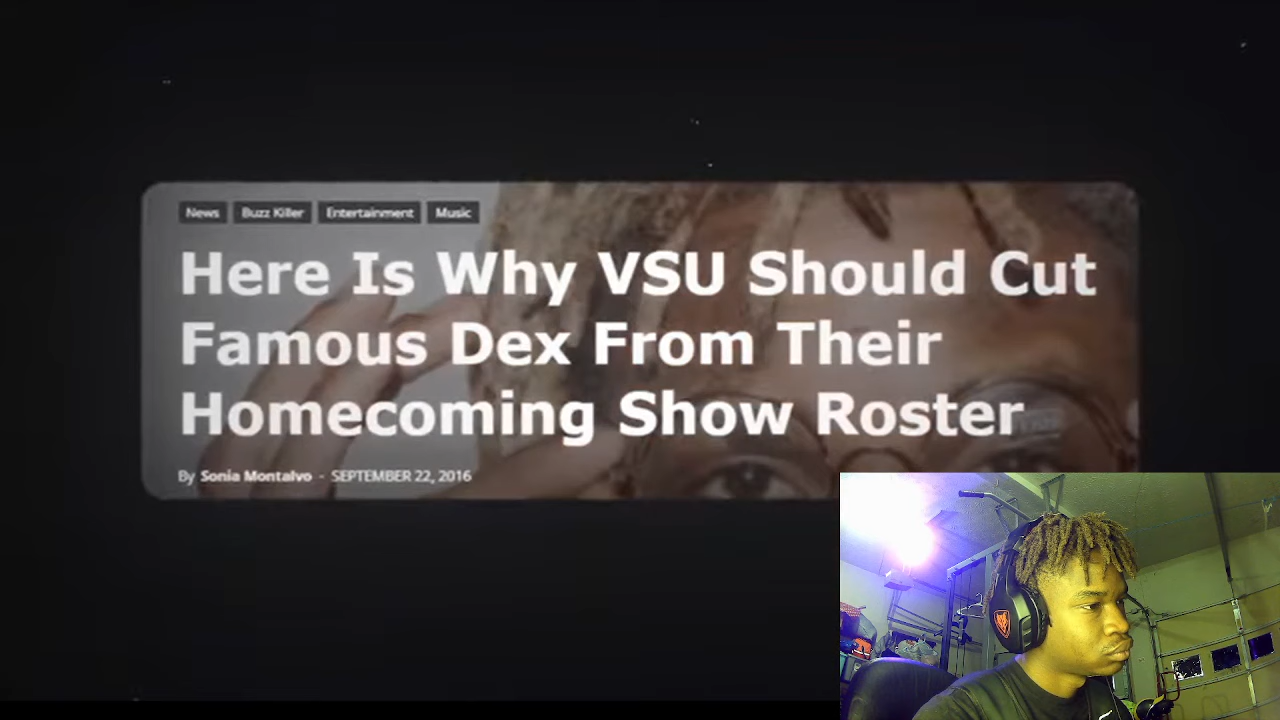 News Buzz Killer Entertainment Music
Here Is Why VSU Should Cut
Famous Dex From Their
Homecoming Show Roster
By Sonia Montalvo - SEPTEMBER 22, 2016